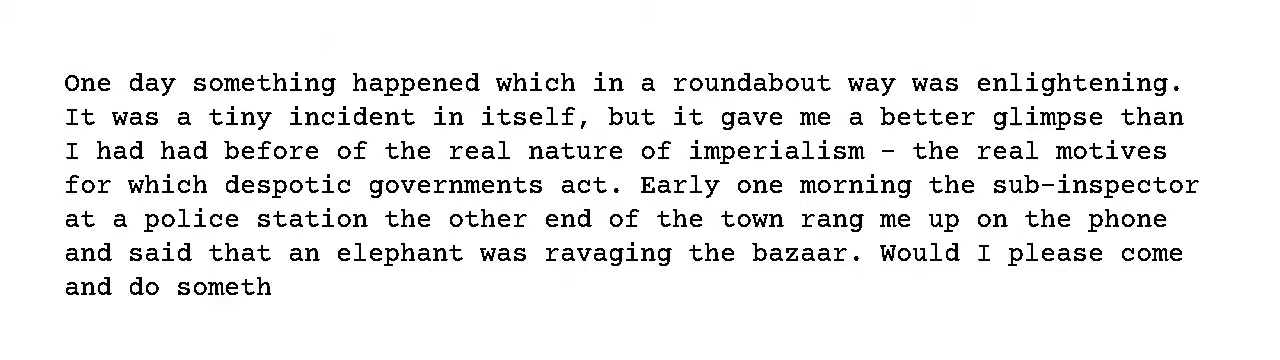 One day something happened which in a roundabout way was enlightening.
It was a tiny incident in itself, but it gave me a better glimpse than
I had had before of the real nature of imperialism - the real motives
for which despotic governments act. Early one morning the sub-inspector
at a police station the other end of the town rang me up on the phone
and said that an elephant was ravaging the bazaar. Would I please come
and do someth